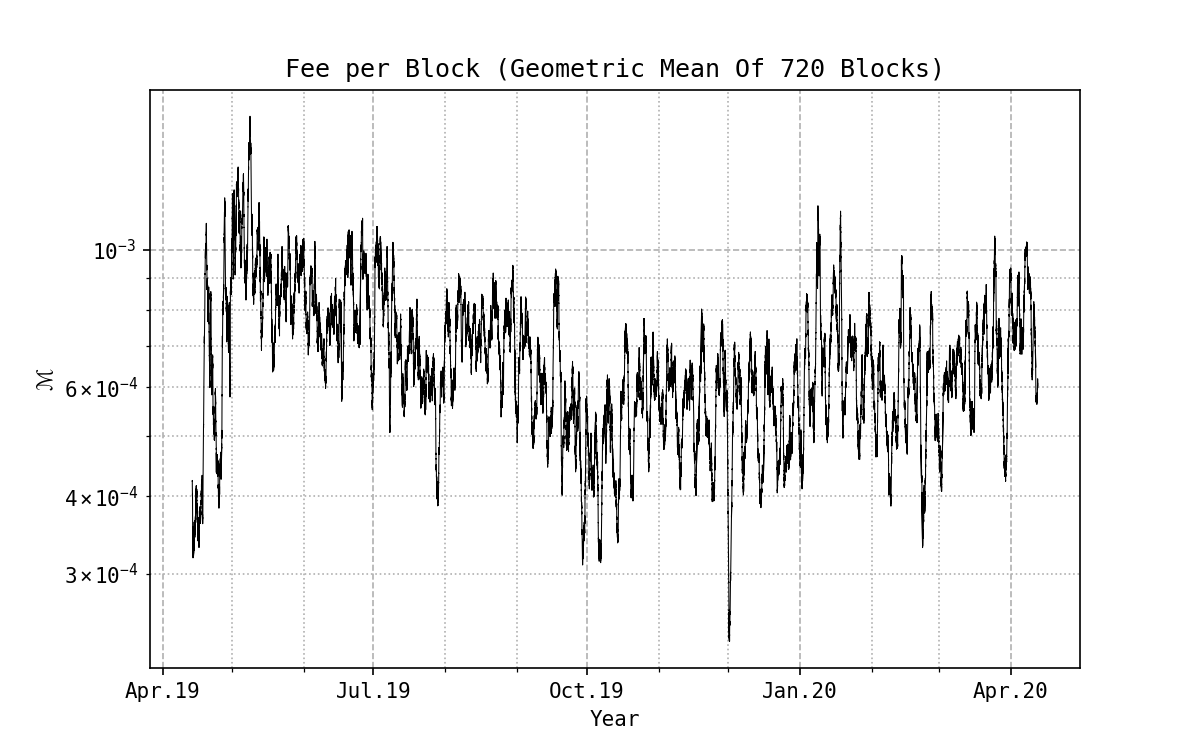 Fee per Block (Geometric Mean Of 720 Blocks)
ℳ
10⁻³
6×10⁻⁴
4×10⁻⁴
3×10⁻⁴
Apr.19 Jul.19 Oct.19 Jan.20 Apr.20
Year